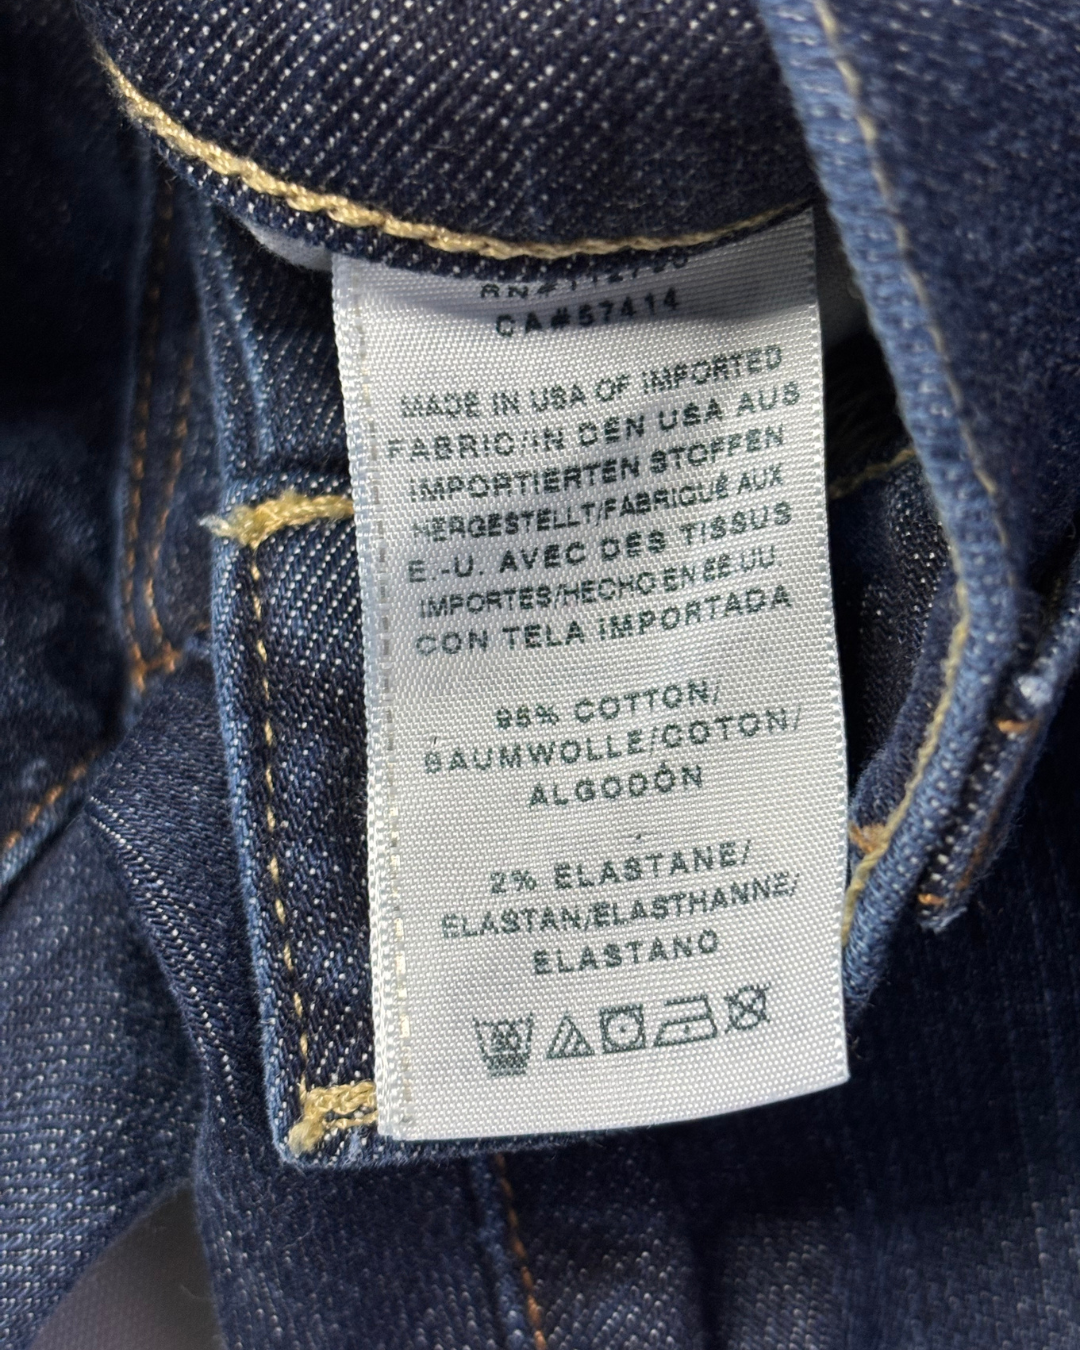 RN#112790
CA#57414
MADE IN USA OF IMPORTED
FABRIC/IN DEN USA AUS
IMPORTIERTEN STOFFEN
HERGESTELLT/FABRIQUÉ AUX
E.-U. AVEC DES TISSUS
IMPORTES/HECHO EN EE.UU
CON TELA IMPORTADA
98% COTTON/
BAUMWOLLE/COTON/
ALGODÓN
2% ELASTANE/
ELASTAN/ELASTHANNE/
ELASTANO